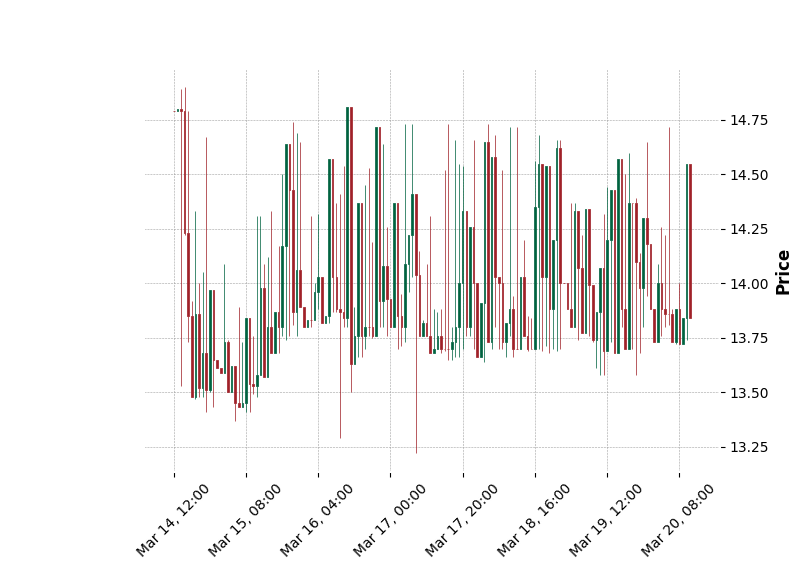 14.75
14.50
14.25
14.00
13.75
13.50
13.25
Price
Mar 14, 12:00
Mar 15, 08:00
Mar 16, 04:00
Mar 17, 00:00
Mar 17, 20:00
Mar 18, 16:00
Mar 19, 12:00
Mar 20, 08:00